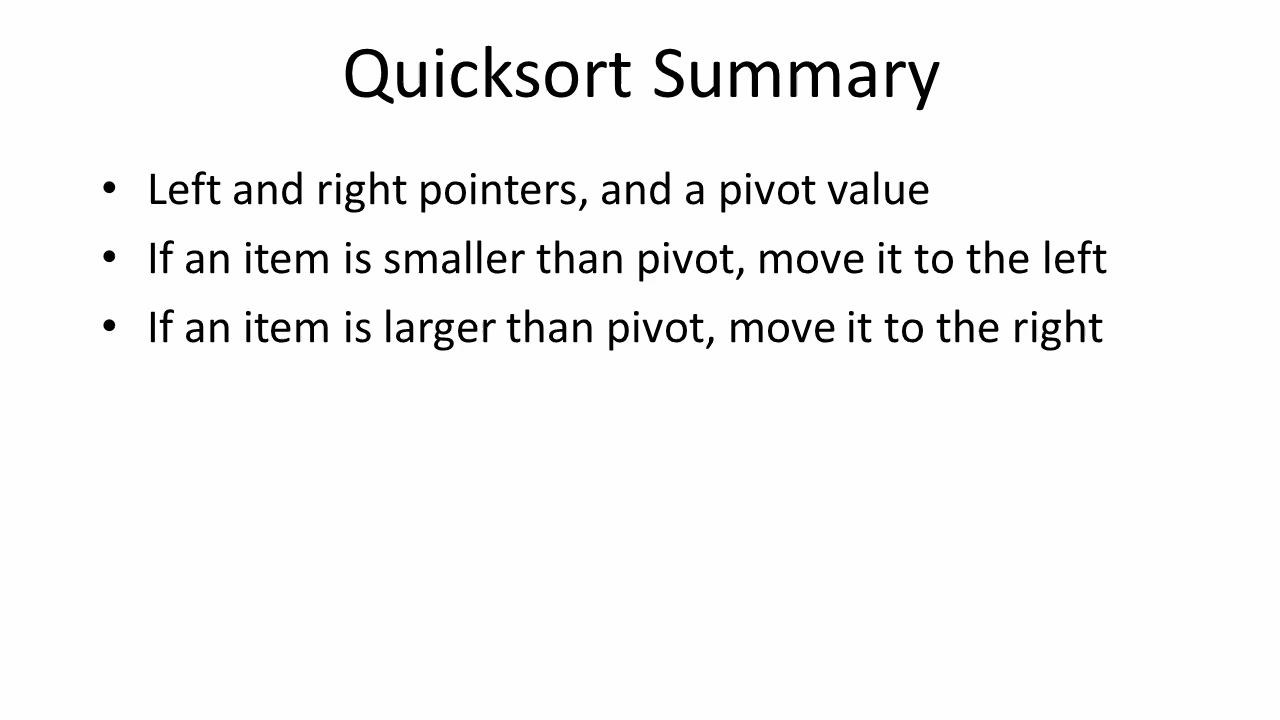 Quicksort Summary
• Left and right pointers, and a pivot value
• If an item is smaller than pivot, move it to the left
• If an item is larger than pivot, move it to the right